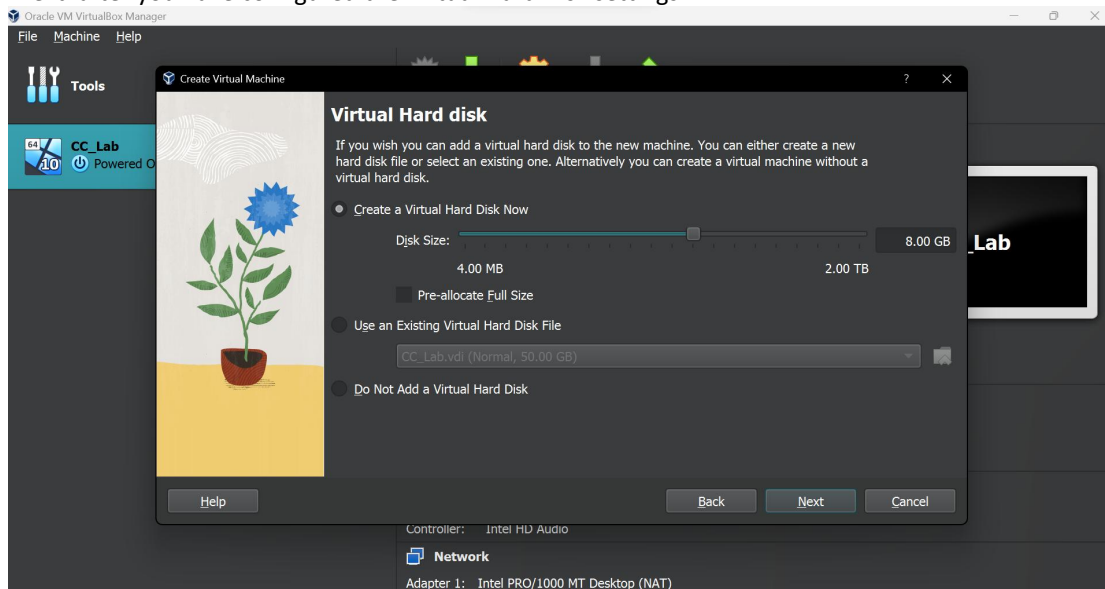 Oracle VM VirtualBox Manager
File Machine Help
Tools
Create Virtual Machine
Virtual Hard disk
If you wish you can add a virtual hard disk to the new machine. You can either create a new
hard disk file or select an existing one. Alternatively you can create a virtual machine without a
virtual hard disk.
64
10
CC_Lab
Powered O
Create a Virtual Hard Disk Now
Disk Size:
8.00 GB
4.00 MB
2.00 TB
Pre-allocate Full Size
Use an Existing Virtual Hard Disk File
CC_Lab.vdi (Normal, 50.00 GB)
Do Not Add a Virtual Hard Disk
_Lab
Help
Back
Next
Cancel
Controller: Intel HD Audio
Network
Adapter 1: Intel PRO/1000 MT Desktop (NAT)